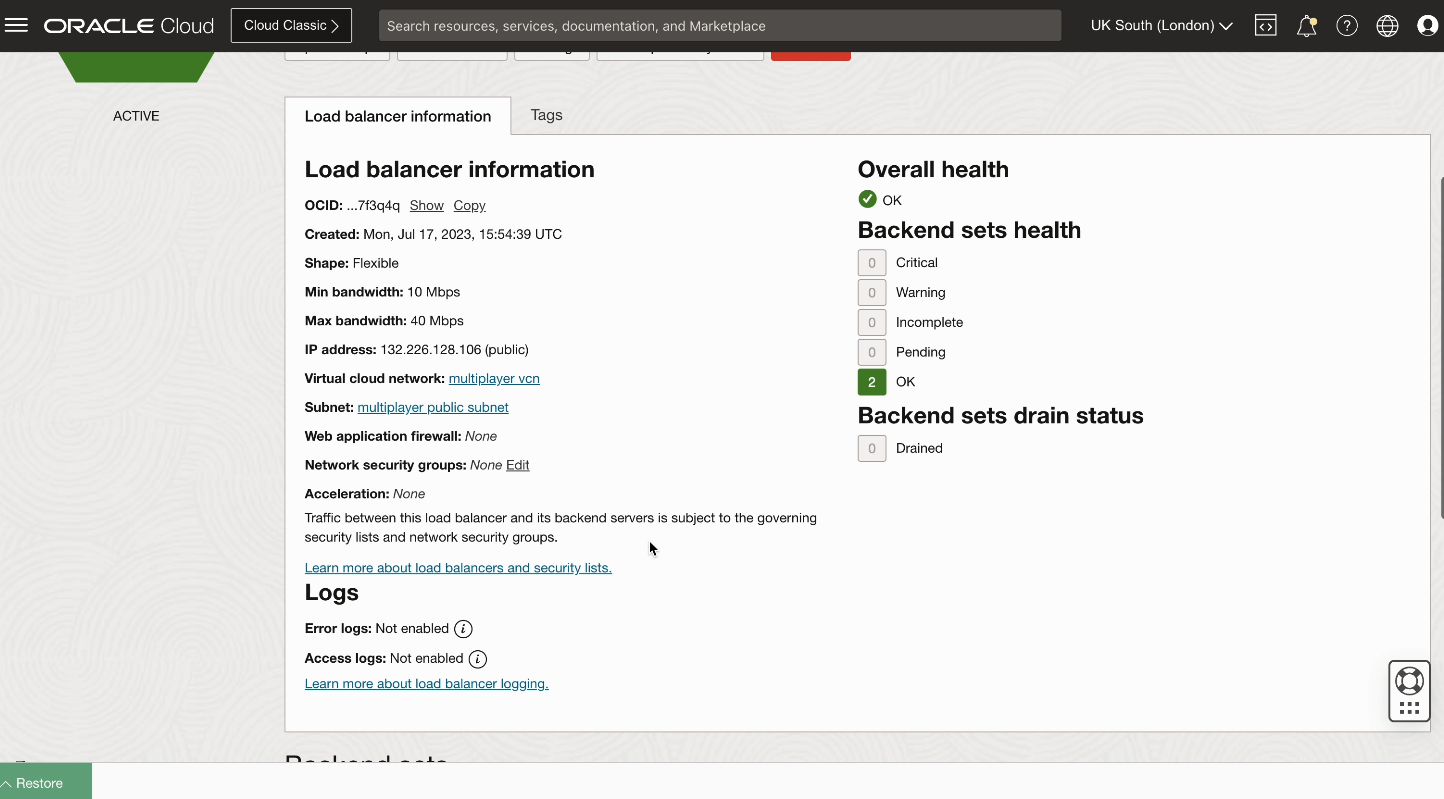 ORACLE Cloud
Cloud Classic
Search resources, services, documentation, and Marketplace
UK South (London)
ACTIVE
Load balancer information
Tags
Load balancer information
OCID: ...7f3q4q Show Copy
Created: Mon, Jul 17, 2023, 15:54:39 UTC
Shape: Flexible
Min bandwidth: 10 Mbps
Max bandwidth: 40 Mbps
IP address: 132.226.128.106 (public)
Virtual cloud network: multiplayer vcn
Subnet: multiplayer public subnet
Web application firewall: None
Network security groups: None Edit
Acceleration: None
Traffic between this load balancer and its backend servers is subject to the governing
security lists and network security groups.
Learn more about load balancers and security lists.
Logs
Error logs: Not enabled
Access logs: Not enabled
Learn more about load balancer logging.
Overall health
OK
Backend sets health
0 Critical
0 Warning
0 Incomplete
0 Pending
2 OK
Backend sets drain status
0 Drained
Backend sets
Restore